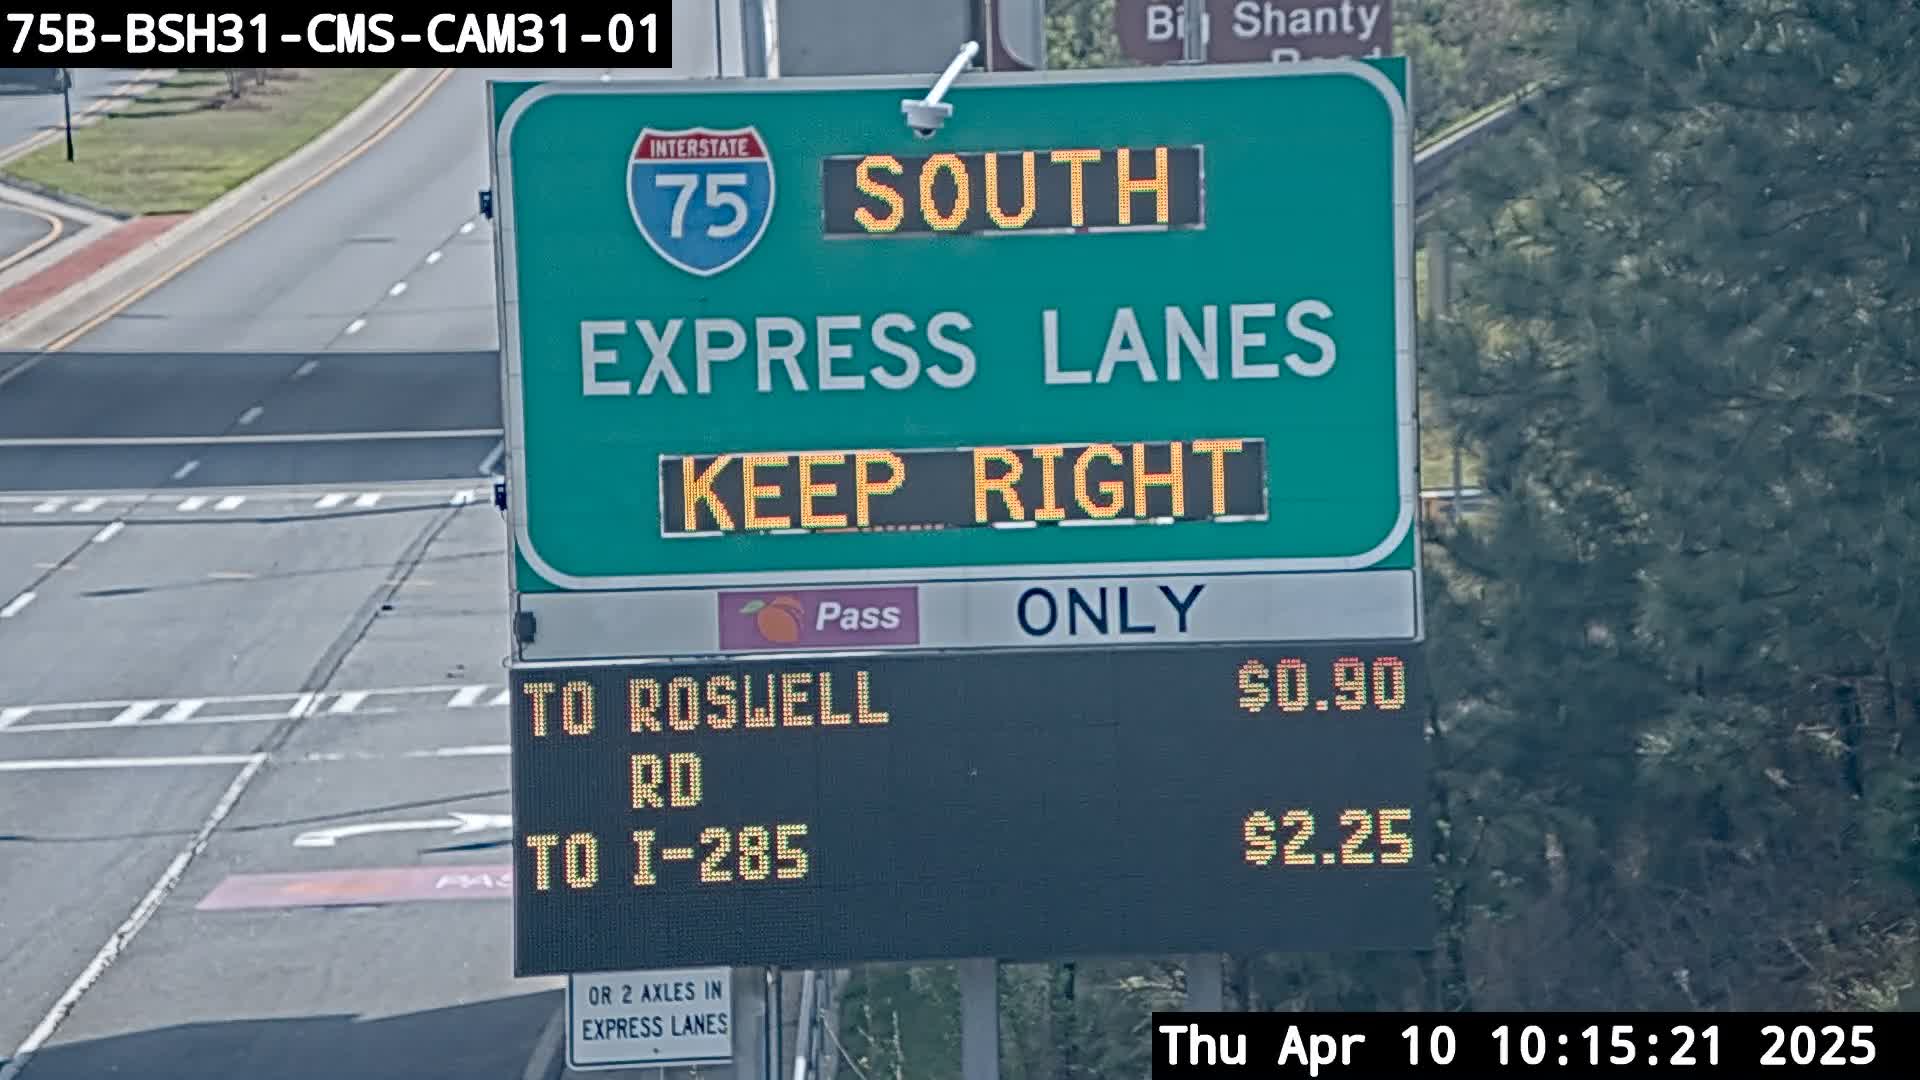 75B-BSH31-CMS-CAM31-01
Big Shanty
Road
INTERSTATE
75
SOUTH
EXPRESS LANES
KEEP RIGHT
Pass ONLY
TO ROSWELL $0.90
RD
TO I-285 $2.25
OR 2 AXLES IN
EXPRESS LANES
Thu Apr 10 10:15:21 2025